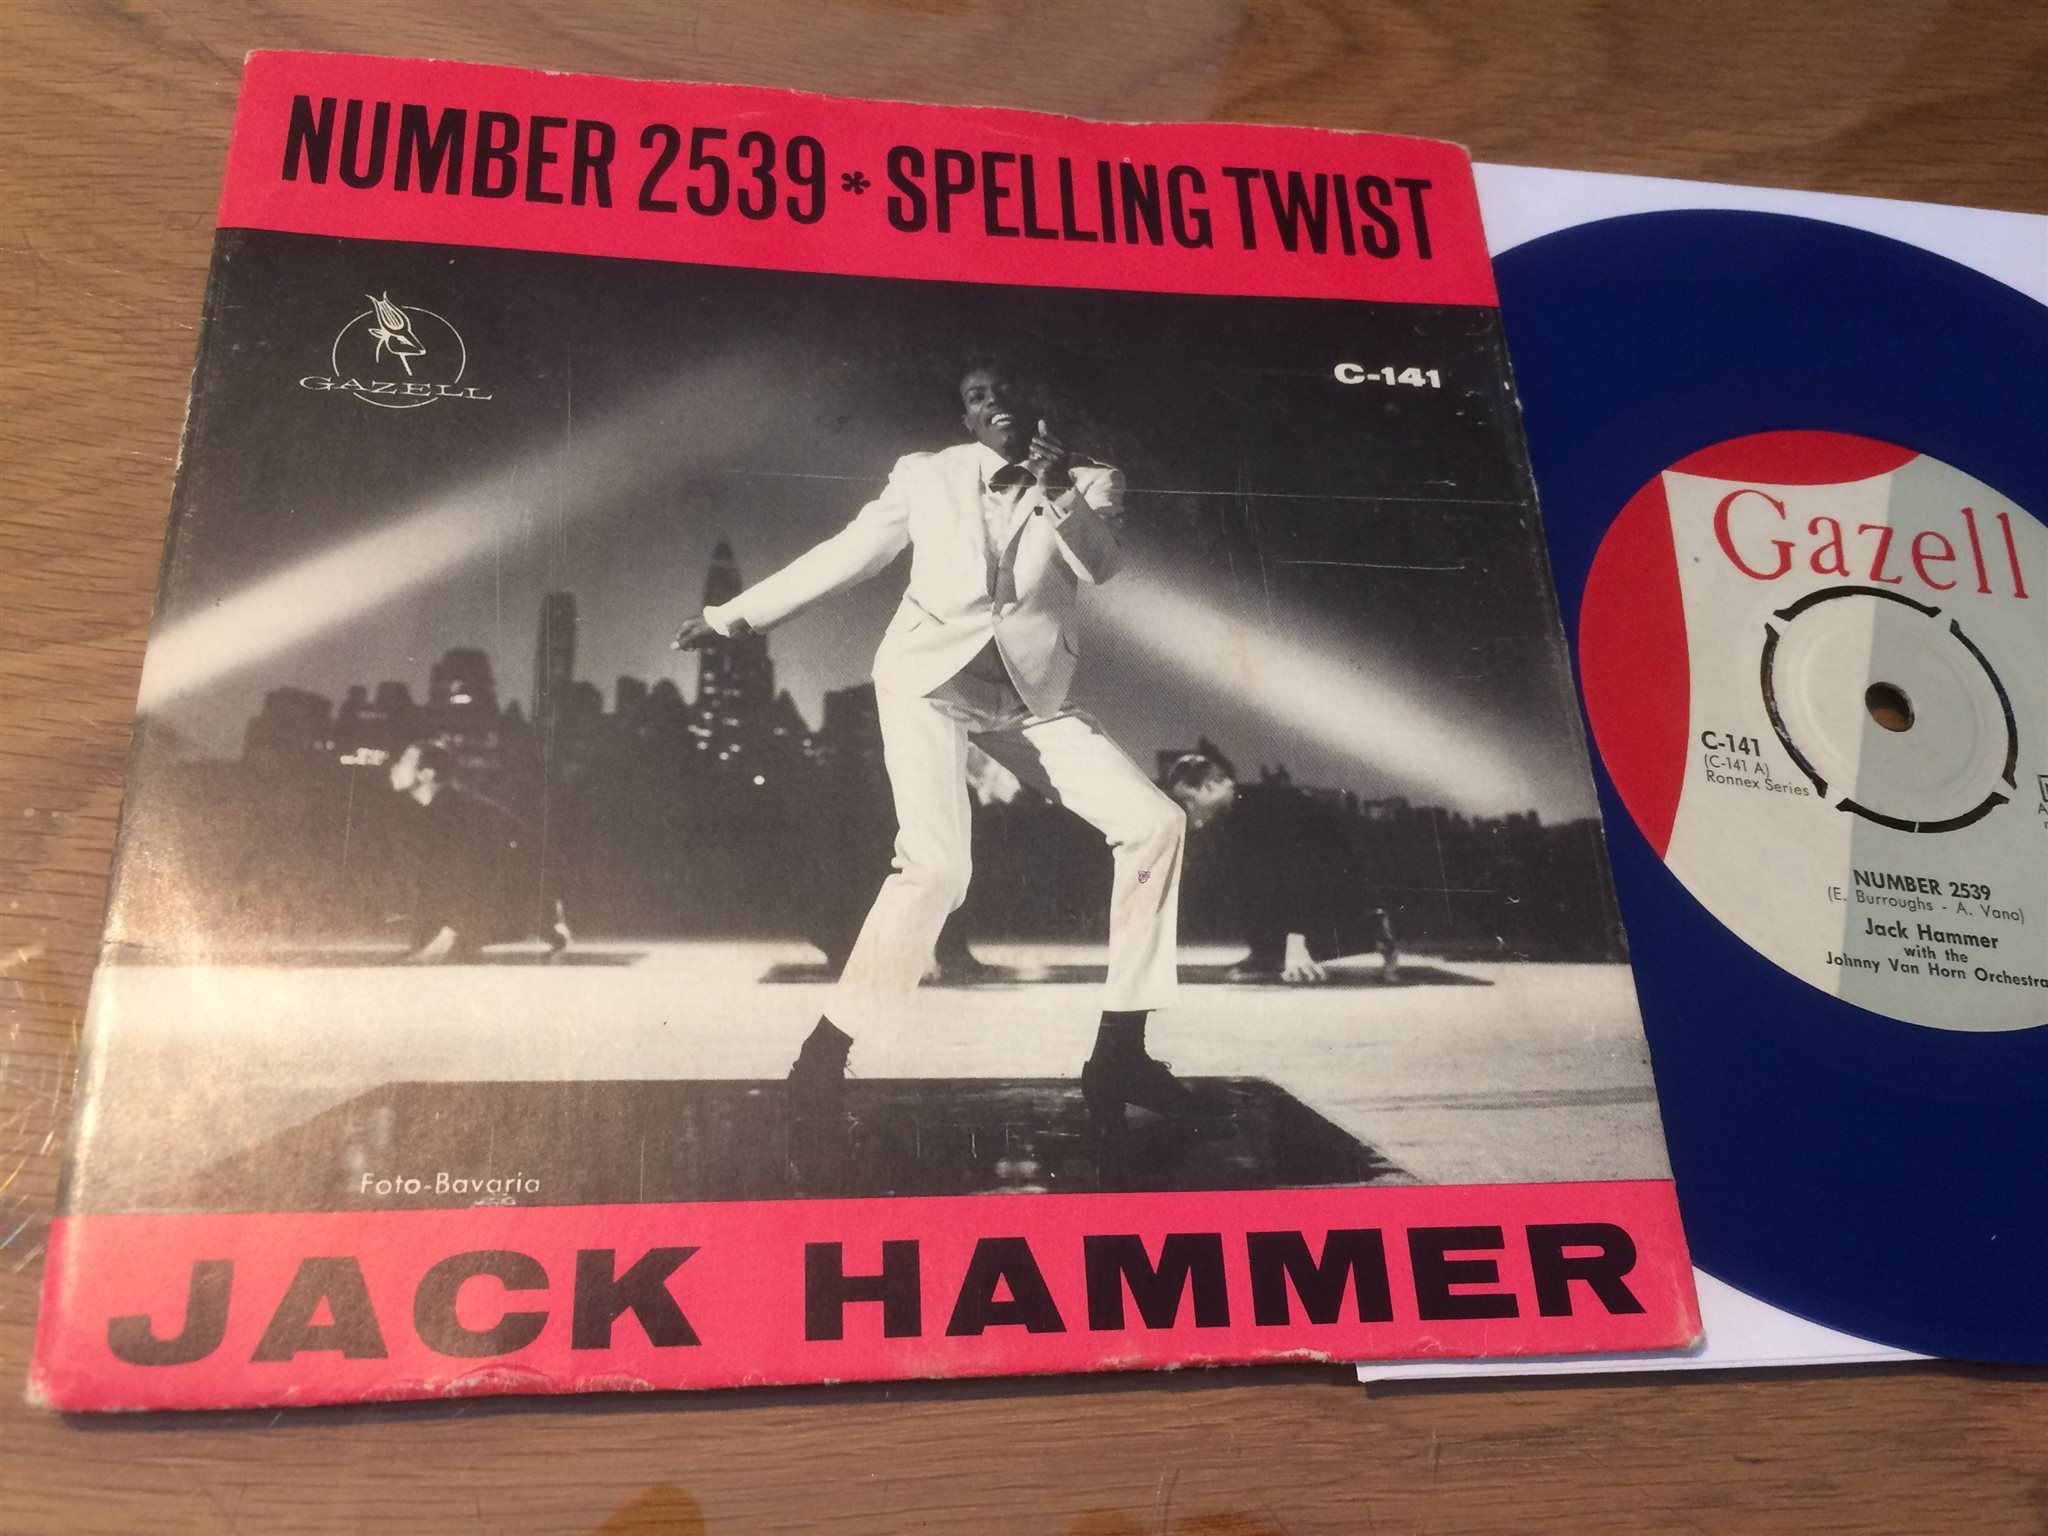 NUMBER 2539 * SPELLING TWIST
GAZELL
C-141
Foto-Bavaria
JACK HAMMER
Gazell
C-141
(C-141 A)
Ronnex Series
NUMBER 2539
(E. Burroughs - A. Vano)
Jack Hammer
with the
Johnny Van Horn Orchestra